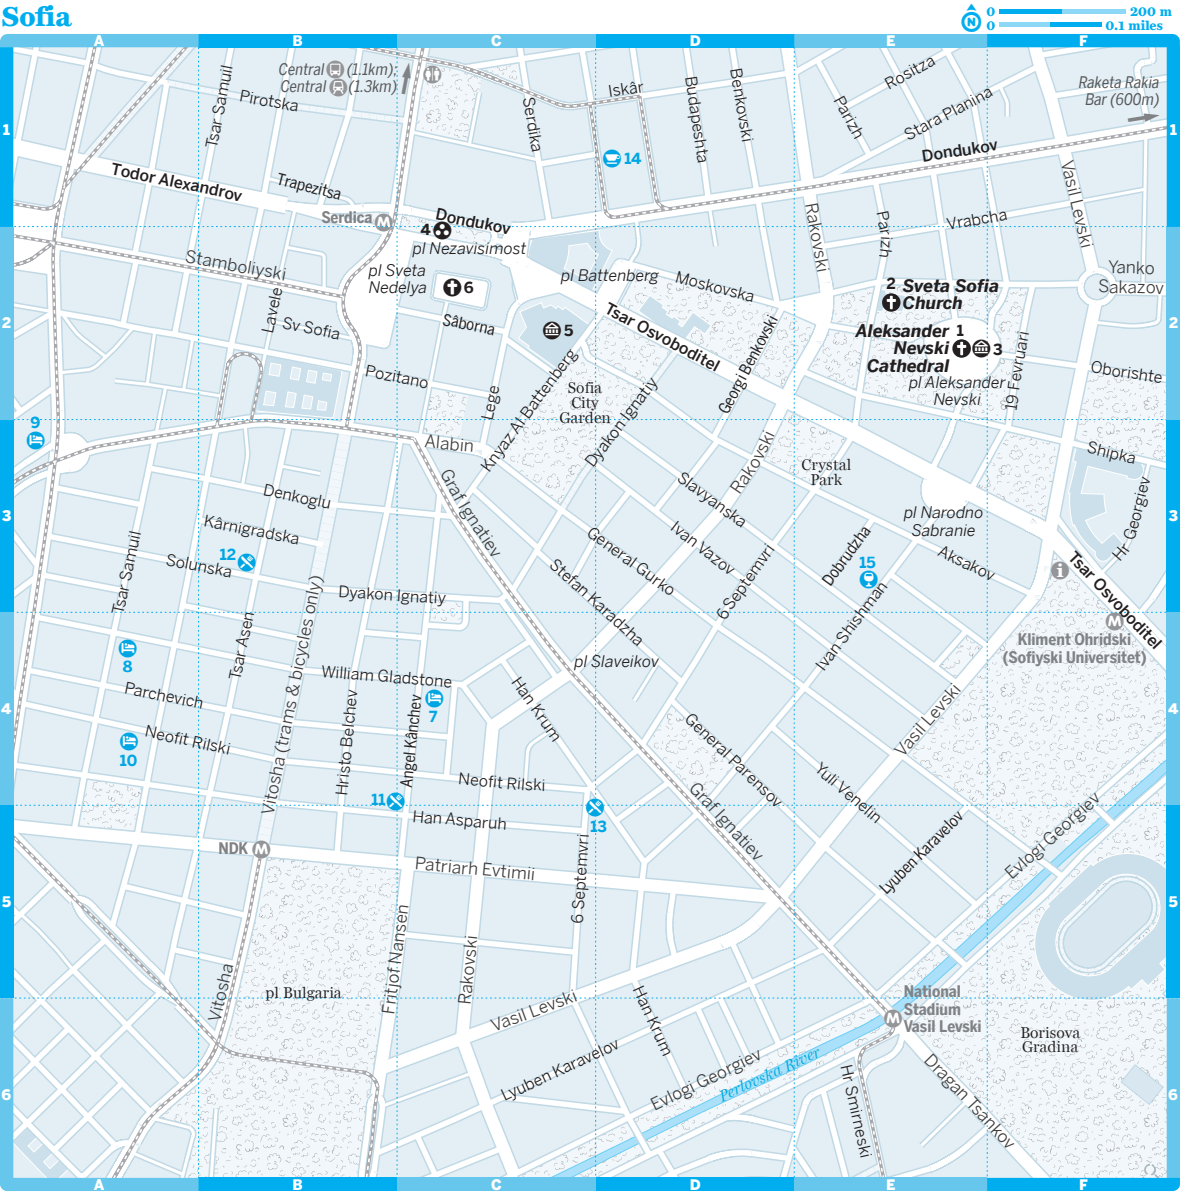 Sofia
N
0 200 m
0 0.1 miles
A B C D E F
1
2
3
4
5
6
Central (1.1km);
Central (1.3km)
Tsar Samuil
Pirotska
Serdika
Iskâr
Budapeshta
Benkovski
Parizh
Rositza
Stara Planina
Raketa Rakia
Bar (600m)
14
Dondukov
Todor Alexandrov
Trapezitsa
Serdica M
Dondukov
4
pl Nezavisimost
Rakovski
Parizh
Vrabcha
Vasil Levski
Stamboliyski
pl Sveta
Nedelya
6
pl Battenberg
Moskovska
Yanko
Sakazov
2 Sveta Sofia
Church
Lavele
Sv Sofia
Sâborna
5
Tsar Osvoboditel
Aleksander 1
Nevski 3
Cathedral
pl Aleksander
Nevski
19 Fevruari
Oborishte
Pozitano
Lege
Knyaz Al Battenberg
Sofia
City
Garden
Dyakon Ignatiy
Georgi Benkovski
9
Alabin
Graf Ignatiev
Rakovski
Crystal
Park
Shipka
Denkoglu
Kârnigradska
Slavyanska
pl Narodno
Sabranie
Hr Georgiev
Tsar Samuil
12
Solunska
Ivan Vazov
General Gurko
Dobrudzha
15
Aksakov
i
Tsar Osvoboditel
Stefan Karadzha
6 Septemvri
Dyakon Ignatiy
Ivan Shishman
M
Kliment Ohridski
(Sofiyski Universitet)
Tsar Asen
Vitosha (trams & bicycles only)
8
pl Slaveikov
William Gladstone
Parchevich
7
Han Krum
Hristo Belchev
Angel Kânchev
Neofit Rilski
10
General Parensov
Vasil Levski
Neofit Rilski
Yuli Venelin
11
13
Han Asparuh
Graf Ignatiev
Lyuben Karavelov
Evlogi Georgiev
NDK M
Patriarh Evtimii
6 Septemvri
Fritjof Nansen
Rakovski
Vitosha
pl Bulgaria
Vasil Levski
Han Krum
National
Stadium
Vasil Levski
M
Borisova
Gradina
Lyuben Karavelov
Evlogi Georgiev
Perlovska River
Hr Smirneski
Dragan Tsankov
1
2
3
4
5
6
A B C D E F